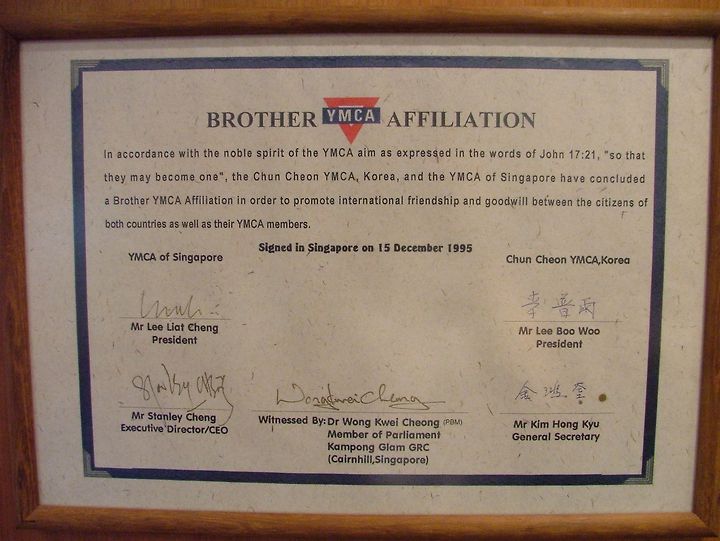 BROTHER YMCA AFFILIATION
In accordance with the noble spirit of the YMCA aim as expressed in the words of John 17:21, "so that
they may become one", the Chun Cheon YMCA, Korea, and the YMCA of Singapore have concluded
a Brother YMCA Affiliation in order to promote international friendship and goodwill between the citizens of
both countries as well as their YMCA members.
Signed in Singapore on 15 December 1995
YMCA of Singapore
Chun Cheon YMCA,Korea
李普雨
Mr Lee Liat Cheng
President
Mr Lee Boo Woo
President
WongKweiCheong
Mr Stanley Cheng
Executive Director/CEO
Witnessed By: Dr Wong Kwei Cheong (PBM)
Member of Parliament
Kampong Glam GRC
(Cairnhill,Singapore)
Mr Kim Hong Kyu
General Secretary